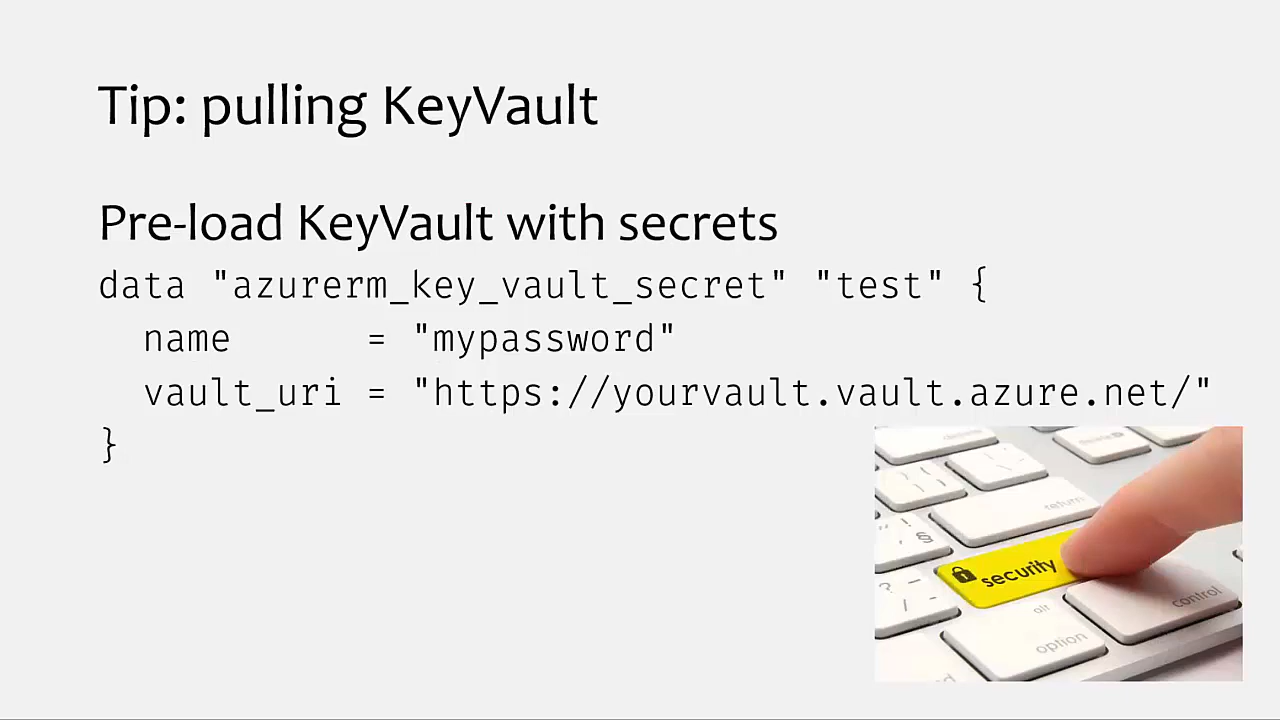 Tip: pulling KeyVault
Pre-load KeyVault with secrets
data "azurerm_key_vault_secret" "test" {
  name      = "mypassword"
  vault_uri = "https://yourvault.vault.azure.net/"
}
return
security
alt
control
option